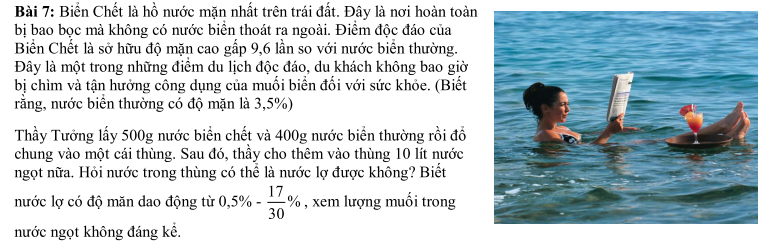 Bài 7: Biển Chết là hồ nước mặn nhất trên trái đất. Đây là nơi hoàn toàn
bị bao bọc mà không có nước biển thoát ra ngoài. Điểm độc đáo của
Biển Chết là sở hữu độ mặn cao gấp 9,6 lần so với nước biển thường.
Đây là một trong những điểm du lịch độc đáo, du khách không bao giờ
bị chìm và tận hưởng công dụng của muối biển đối với sức khỏe. (Biết
rằng, nước biển thường có độ mặn là 3,5%)
Thầy Tưởng lấy 500g nước biển chết và 400g nước biển thường rồi đổ
chung vào một cái thùng. Sau đó, thầy cho thêm vào thùng 10 lít nước
ngọt nữa. Hỏi nước trong thùng có thể là nước lợ được không? Biết
nước lợ có độ măn dao động từ 0,5% - 17/30 %, xem lượng muối trong
nước ngọt không đáng kể.